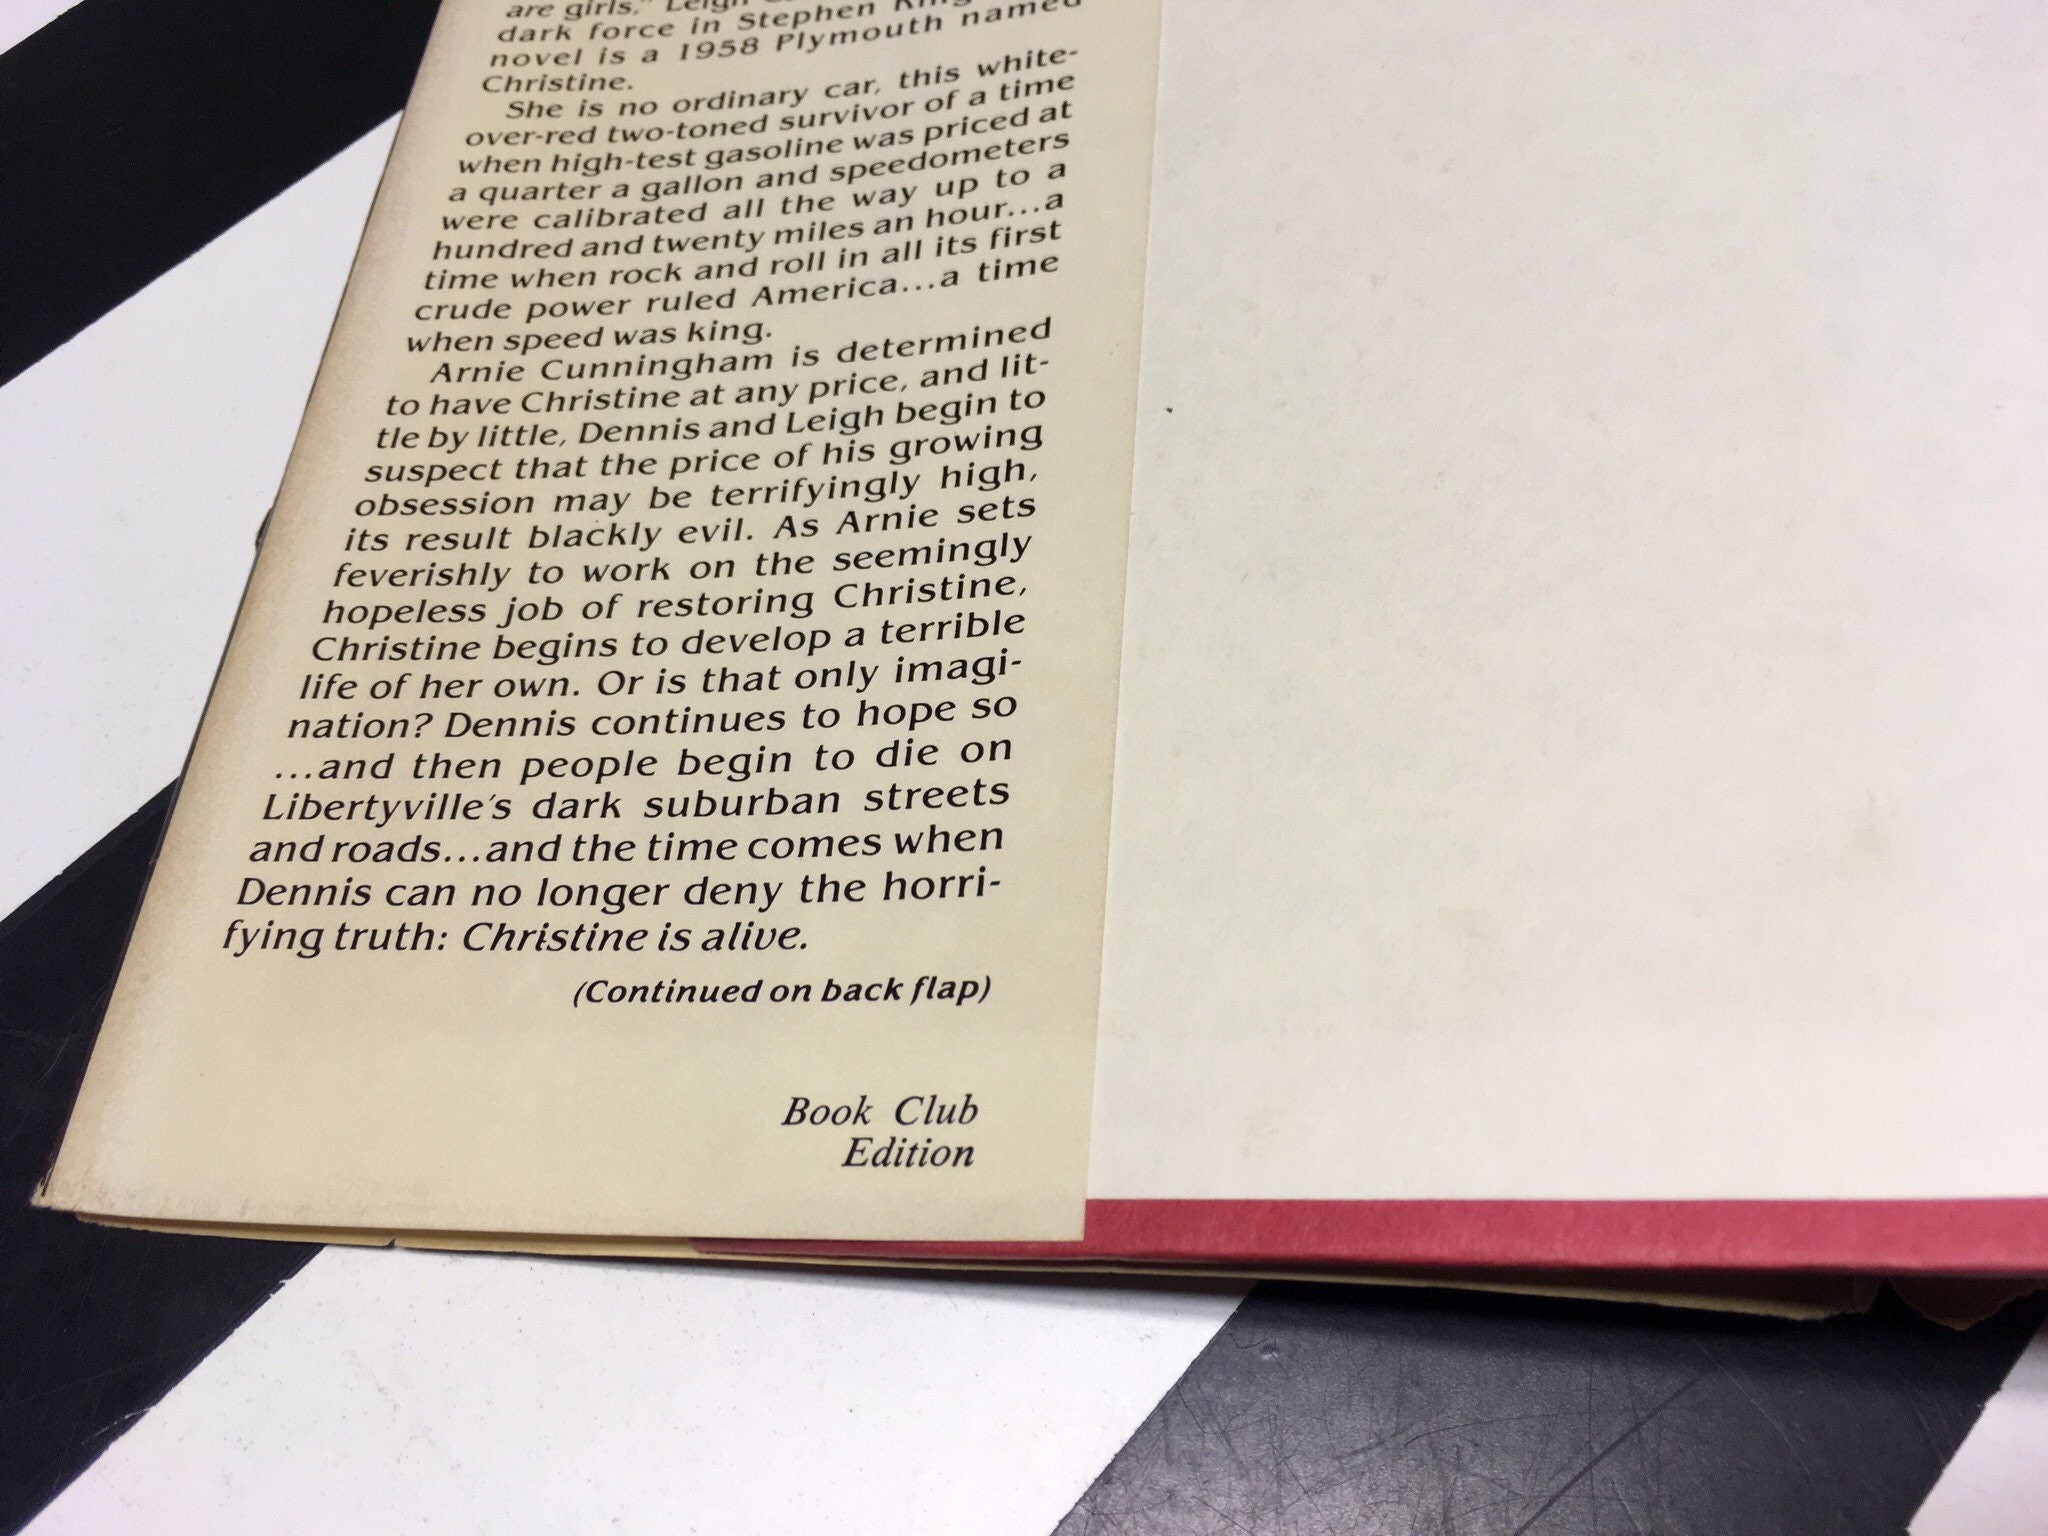 are girls," Leigh
dark force in Stephen King
novel is a 1958 Plymouth named
Christine.
She is no ordinary car, this white-
over-red two-toned survivor of a time
when high-test gasoline was priced at
a quarter a gallon and speedometers
were calibrated all the way up to a
hundred and twenty miles an hour...a
time when rock and roll in all its first
crude power ruled America...a time
when speed was king.
Arnie Cunningham is determined
to have Christine at any price, and lit-
tle by little, Dennis and Leigh begin to
suspect that the price of his growing
obsession may be terrifyingly high,
its result blackly evil. As Arnie sets
feverishly to work on the seemingly
hopeless job of restoring Christine,
Christine begins to develop a terrible
life of her own. Or is that only imagi-
nation? Dennis continues to hope so
...and then people begin to die on
Libertyville's dark suburban streets
and roads...and the time comes when
Dennis can no longer deny the horri-
fying truth: Christine is alive.
(Continued on back flap)
Book Club
Edition